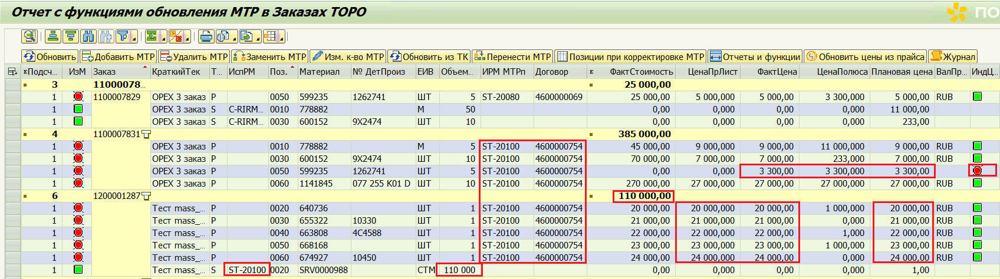 Отчет с функциями обновления МТР в Заказах ТОРО
ПО
Обновить Добавить МТР Удалить МТР Заменить МТР Изм. к-во МТР Обновить из ТК Перенести МТР Позиции при корректировке МТР Отчеты и функции Обновить цены из прайса Журнал
Подсч... ИзМ Заказ КраткийТек Т... ИспРМ Поз. Материал № ДетПроиз ЕИВ Объем... ИРМ МТРп Договор Σ ФактСтоимость ЦенаПрЛист ФактЦена ЦенаПолюса Плановая цена ВалПр... ИндЦ...
3 11000078... 25 000,00
1 1100007829 OPEX 3 заказ P 0050 599235 1262741 ШТ 5 ST-20080 4600000069 25 000,00 5 000,000 5 000,00 3 300,000 5 000,00 RUB
1 OPEX 3 заказ S C-RIRM... 0010 778882 М 50 0,00 0,000 0,00 0,000 11 000,00
1 OPEX 3 заказ S C-RIRM... 0030 600152 9X2474 ШТ 10 0,00 0,000 0,00 0,000 233,00
4 1100007831 385 000,00
1 OPEX 3 заказ P 0010 778882 М 5 ST-20100 4600000754 45 000,00 9 000,000 9 000,00 11 000,000 9 000,00 RUB
1 OPEX 3 заказ P 0030 600152 9X2474 ШТ 10 ST-20100 4600000754 70 000,00 7 000,000 7 000,00 233,000 7 000,00 RUB
1 OPEX 3 заказ P 0050 599235 1262741 ШТ 5 ST-20100 4600000754 0,00 0,000 3 300,00 3 300,000 3 300,00
1 OPEX 3 заказ P 0060 1141845 077 255 K01 D ШТ 10 ST-20100 4600000754 270 000,00 27 000,000 27 000,00 27 000,000 27 000,00 RUB
6 1200001287 110 000,00
1 Тест mass_... P 0020 640736 ШТ 1 ST-20100 4600000754 20 000,00 20 000,000 20 000,00 1 000,000 20 000,00 RUB
1 Тест mass_... P 0030 655322 10330 ШТ 1 ST-20100 4600000754 21 000,00 21 000,000 21 000,00 0,000 21 000,00 RUB
1 Тест mass_... P 0040 663808 4C4588 ШТ 1 ST-20100 4600000754 22 000,00 22 000,000 22 000,00 1,000 22 000,00 RUB
1 Тест mass_... P 0050 668168 ШТ 1 ST-20100 4600000754 23 000,00 23 000,000 23 000,00 1 000,000 23 000,00 RUB
1 Тест mass_... P 0060 674927 10450 ШТ 1 ST-20100 4600000754 24 000,00 24 000,000 24 000,00 0,000 24 000,00 RUB
1 Тест mass_... S ST-20100 0020 SRV0000988 СТМ 110 000 0,00 0,000 0,00 0,000 1,00